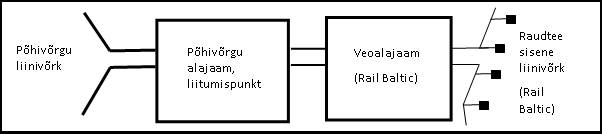 Põhivõrgu
liinivõrk
Põhivõrgu
alajaam,
liitumispunkt
Veoalajaam
(Rail Baltic)
Raudtee
sisene
liinivõrk
(Rail
Baltic)